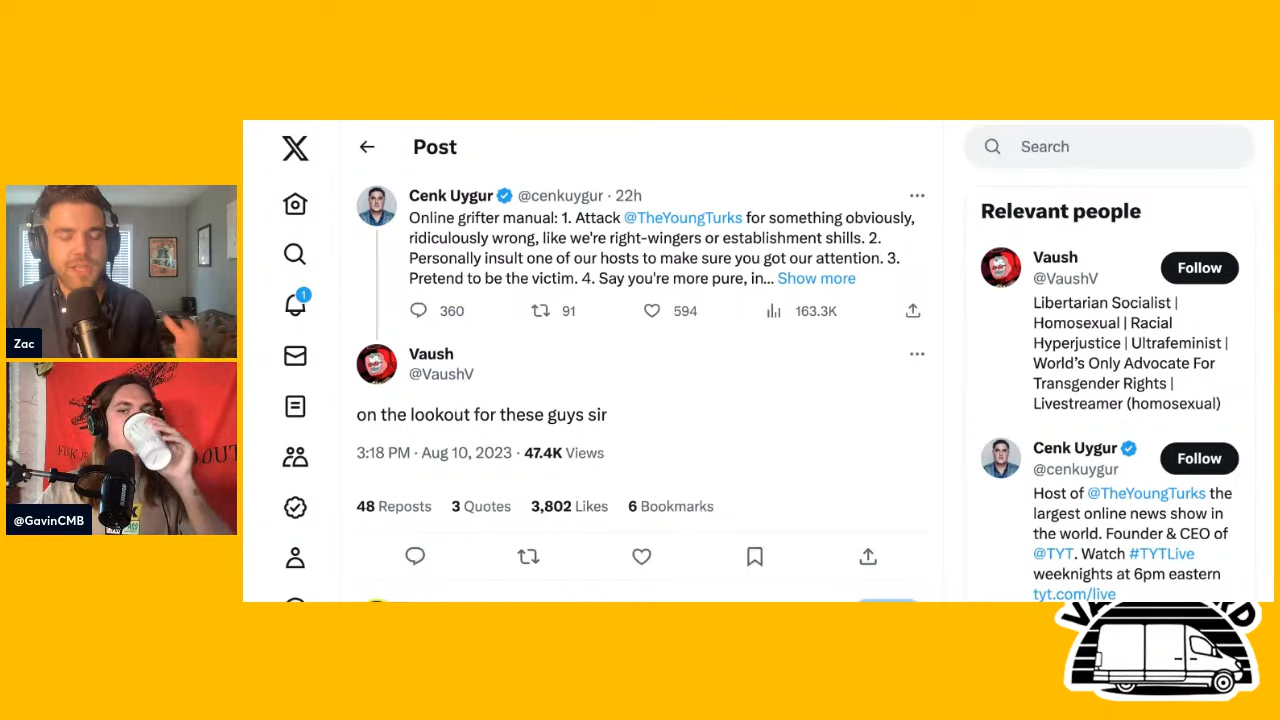 Post
Search
Cenk Uygur @cenkuygur · 22h
Online grifter manual: 1. Attack @TheYoungTurks for something obviously,
ridiculously wrong, like we're right-wingers or establishment shills. 2.
Personally insult one of our hosts to make sure you got our attention. 3.
Pretend to be the victim. 4. Say you're more pure, in... Show more
360 91 594 163.3K
Vaush
@VaushV
on the lookout for these guys sir
3:18 PM · Aug 10, 2023 · 47.4K Views
48 Reposts 3 Quotes 3,802 Likes 6 Bookmarks
1
Relevant people
Vaush
@VaushV
Follow
Libertarian Socialist |
Homosexual | Racial
Hyperjustice | Ultrafeminist |
World's Only Advocate For
Transgender Rights |
Livestreamer (homosexual)
Cenk Uygur
@cenkuygur
Follow
Host of @TheYoungTurks the
largest online news show in
the world. Founder & CEO of
@TYT. Watch #TYTLive
weeknights at 6pm eastern
tyt.com/live
Zac
@GavinCMB